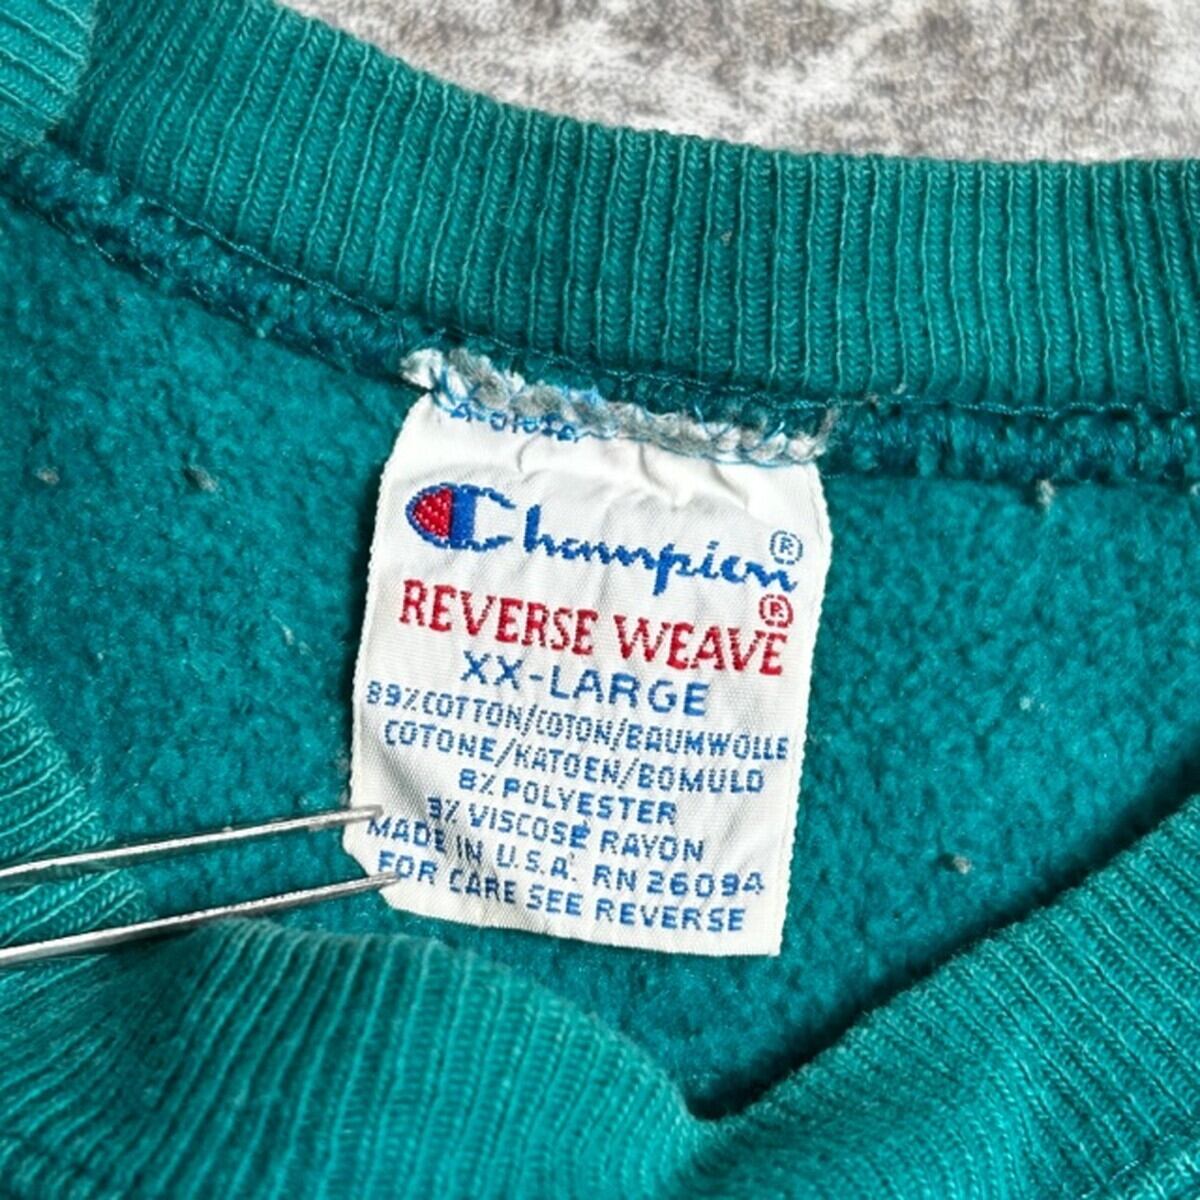 Champion®
REVERSE WEAVE®
XX-LARGE
89% COTTON/COTON/BAUMWOLLE
COTONE/KATOEN/BOMULD
8% POLYESTER
3% VISCOSE RAYON
MADE IN U.S.A. RN 26094
FOR CARE SEE REVERSE